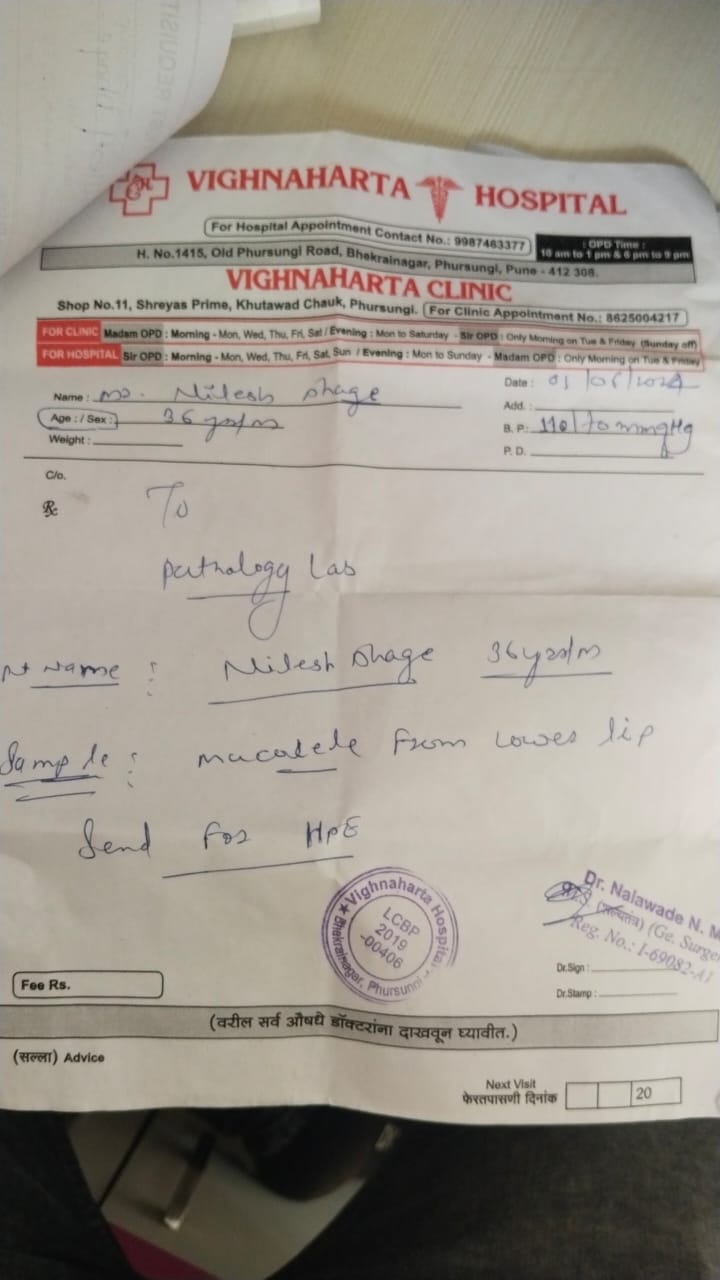 VIGHNAHARTA HOSPITAL
For Hospital Appointment Contact No.: 9987463377
: OPD Time :
10 am to 1 pm & 6 pm to 9 pm
H. No.1415, Old Phursungi Road, Bhekrainagar, Phursungi, Pune - 412 308.
VIGHNAHARTA CLINIC
Shop No.11, Shreyas Prime, Khutawad Chauk, Phursungi. For Clinic Appointment No.: 8625004217
FOR CLINIC Madam OPD : Morning - Mon, Wed, Thu, Fri, Sat / Evening : Mon to Saturday - Sir OPD : Only Morning on Tue & Friday (Sunday off)
FOR HOSPITAL Sir OPD : Morning - Mon, Wed, Thu, Fri, Sat, Sun / Evening : Mon to Sunday - Madam OPD : Only Morning on Tue & Friday
Name : Mr. Nilesh Dhage
Date :
Age : / Sex : 36 yrs/m
Add. :
Weight :
B. P.: 110/70 mmHg
P. D.
C/o.
Rx
To
Pathology Lab
Pt Name : Nilesh Dhage 36 yrs/m
Sample : mucolele From Lower lip
Send For HPE
Vighnaharta Hospital
LCBP
2019
-00406
Bhekrainagar, Phursungi
Dr. Nalawade N. M
(Ge. Surger
Reg. No.: I-69082-A1
Dr.Sign :
Dr.Stamp :
Fee Rs.
(वरील सर्व औषधे डॉक्टरांना दाखवून घ्यावीत.)
(सल्ला) Advice
Next Visit
फेरतपासणी दिनांक 20